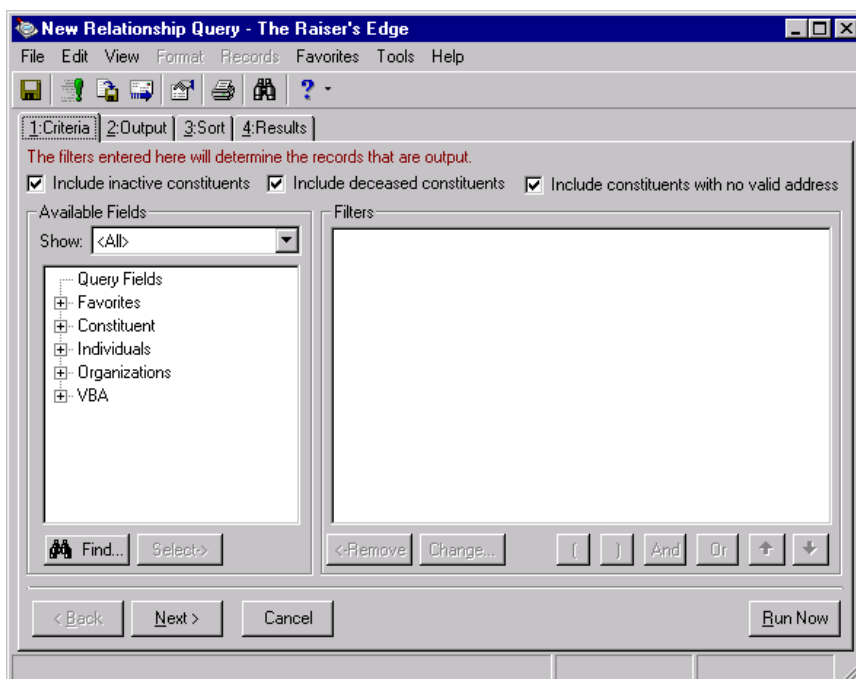 New Relationship Query - The Raiser's Edge
File Edit View Format Records Favorites Tools Help
1:Criteria 2:Output 3:Sort 4:Results
The filters entered here will determine the records that are output.
Include inactive constituents Include deceased constituents Include constituents with no valid address
Available Fields
Show: <All>
Query Fields
Favorites
Constituent
Individuals
Organizations
VBA
Find... Select->
Filters
<-Remove Change... ( ) And Or
< Back Next > Cancel Run Now